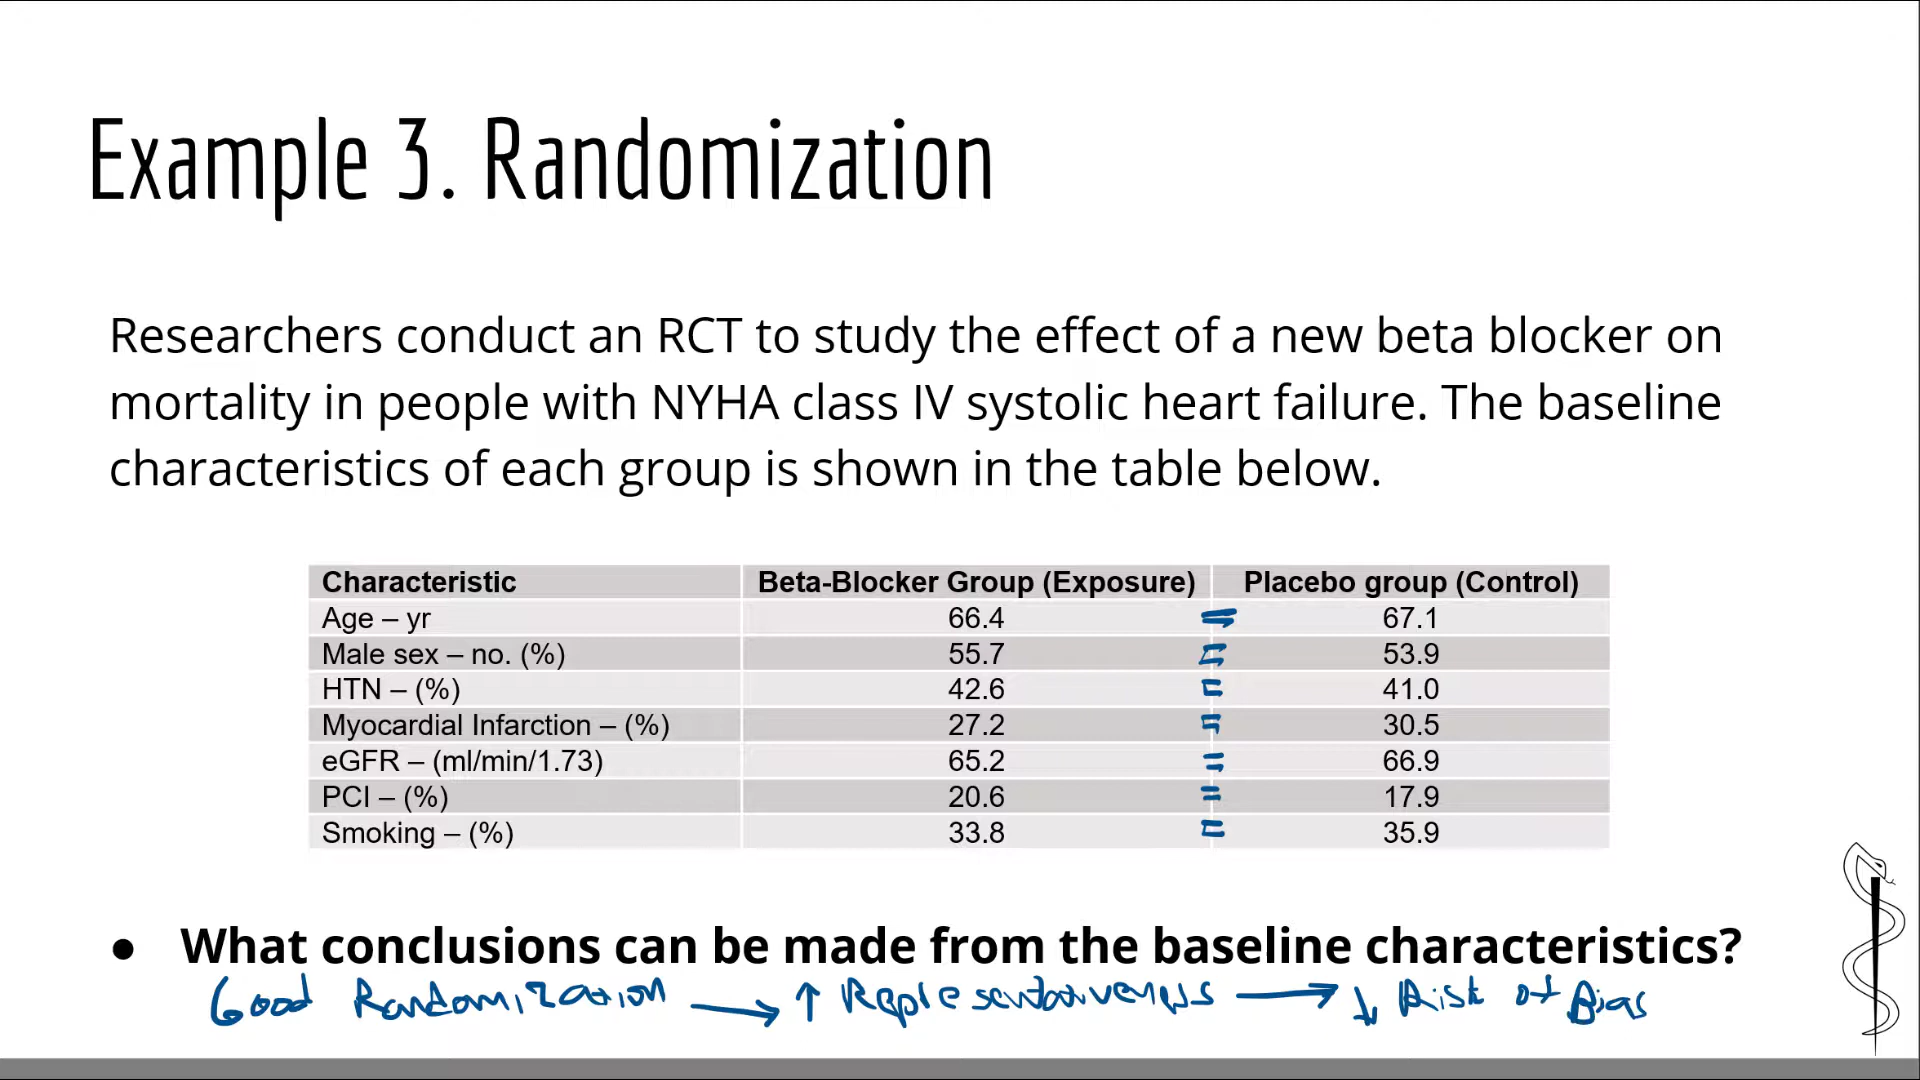 Example 3. Randomization
Researchers conduct an RCT to study the effect of a new beta blocker on
mortality in people with NYHA class IV systolic heart failure. The baseline
characteristics of each group is shown in the table below.
Characteristic Beta-Blocker Group (Exposure) Placebo group (Control)
Age – yr 66.4 = 67.1
Male sex – no. (%) 55.7 = 53.9
HTN – (%) 42.6 = 41.0
Myocardial Infarction – (%) 27.2 = 30.5
eGFR – (ml/min/1.73) 65.2 = 66.9
PCI – (%) 20.6 = 17.9
Smoking – (%) 33.8 = 35.9
● What conclusions can be made from the baseline characteristics?
Good Randomization → ↑ Representativeness → ↓ Risk of Bias